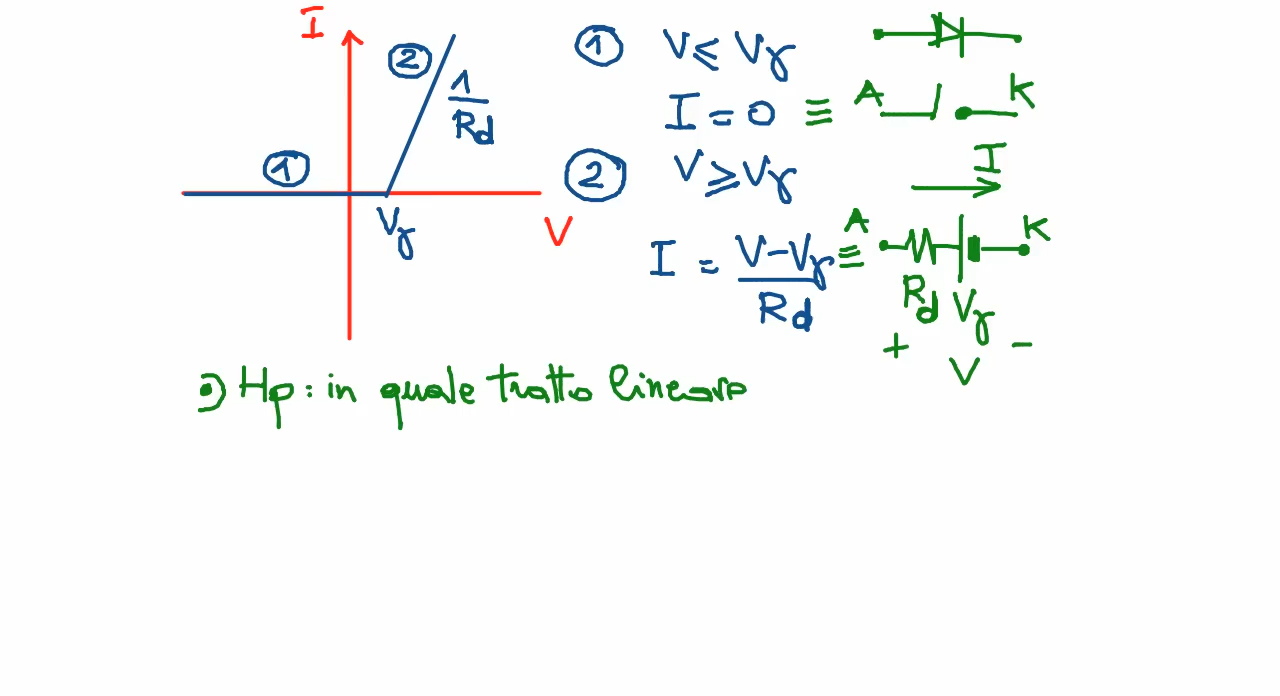 I
②
1/Rd
①
Vγ
V
① V ≤ Vγ
I = 0 ≡ A K
② V ≥ Vγ
I
I = (V - Vγ)/Rd ≡ A K
Rd Vγ
+ V -
•) Hp: in quale tratto lineare